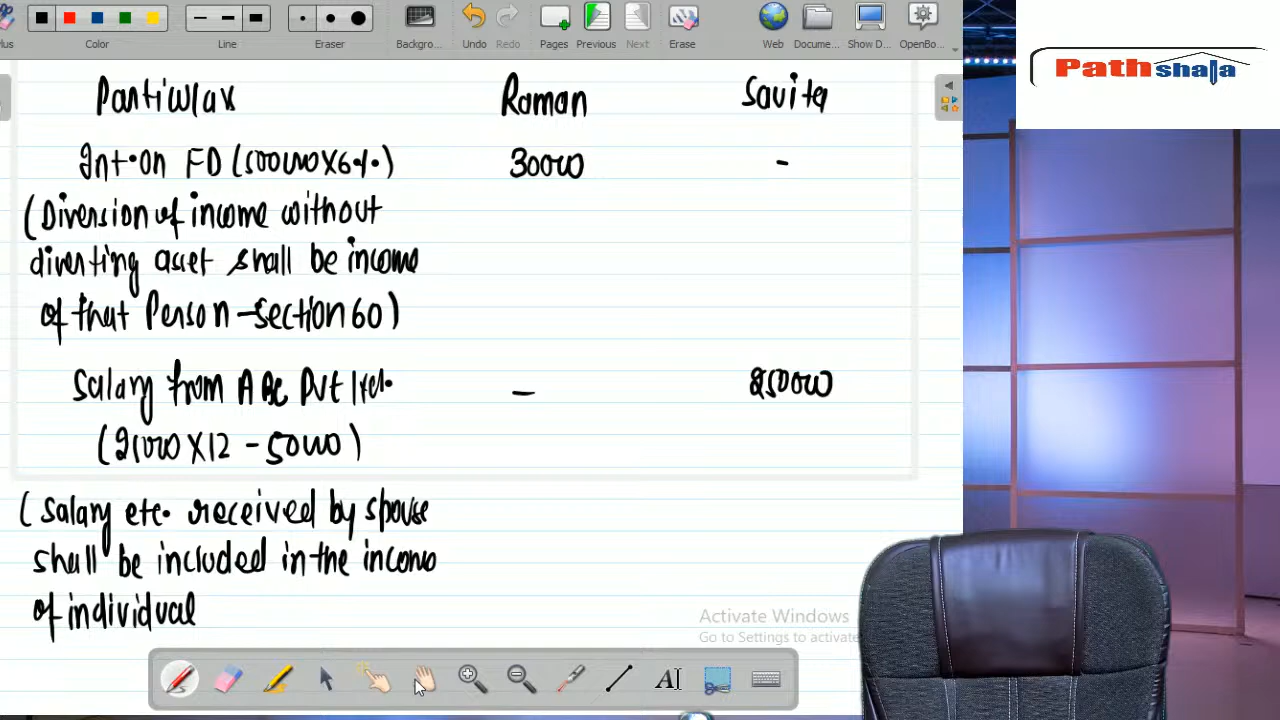 Color
Line
Eraser
Backgro...
Undo
Redo
Pages
Previous
Next
Erase
Web
Docume...
Show D...
OpenBo...
Pathshala
Particular Raman Savita
Int. on FD (500000X6%) 30000 -
(Diversion of income without
diverting asset shall be income
of that Person - Section 60)
Salary from ABC Pvt Ltd. -
(21000X12 - 5000)
(Salary etc. received by spouse
shall be included in the income
of individual
Activate Windows
Go to Settings to activate